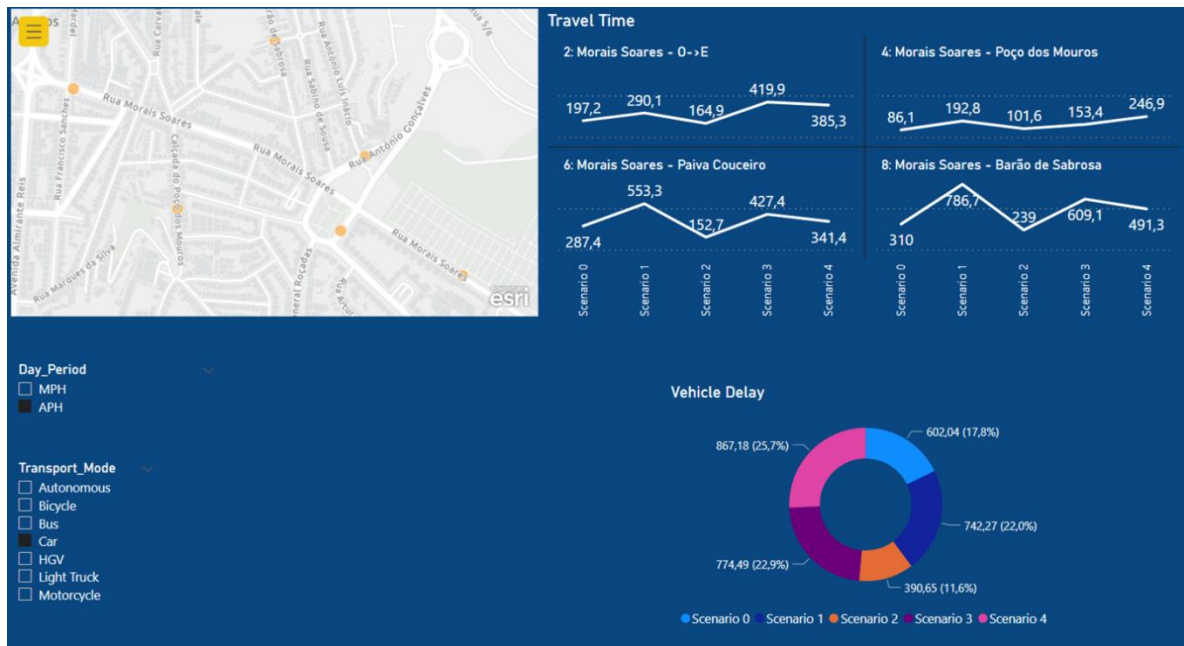 Rua Carva
Rua António Luís Inácio
Rua Sabino de Sousa
Rua S/6
Rua Morais Soares
Rua Francisco Sanches
Calçada do Poço dos Mouros
Rua António Gonçalves
Rua Morais Soares
Avenida Almirante Reis
Rua Marques da Silva
Rua Morais Soares
Rua Artur
esri
Travel Time
2: Morais Soares - O->E
197,2
290,1
164,9
419,9
385,3
4: Morais Soares - Poço dos Mouros
86,1
192,8
101,6
153,4
246,9
6: Morais Soares - Paiva Couceiro
287,4
553,3
152,7
427,4
341,4
8: Morais Soares - Barão de Sabrosa
310
786,7
239
609,1
491,3
Scenario 0
Scenario 1
Scenario 2
Scenario 3
Scenario 4
Scenario 0
Scenario 1
Scenario 2
Scenario 3
Scenario 4
Day_Period
MPH
APH
Transport_Mode
Autonomous
Bicycle
Bus
Car
HGV
Light Truck
Motorcycle
Vehicle Delay
867,18 (25,7%)
602,04 (17,8%)
742,27 (22,0%)
774,49 (22,9%)
390,65 (11,6%)
Scenario 0 Scenario 1 Scenario 2 Scenario 3 Scenario 4